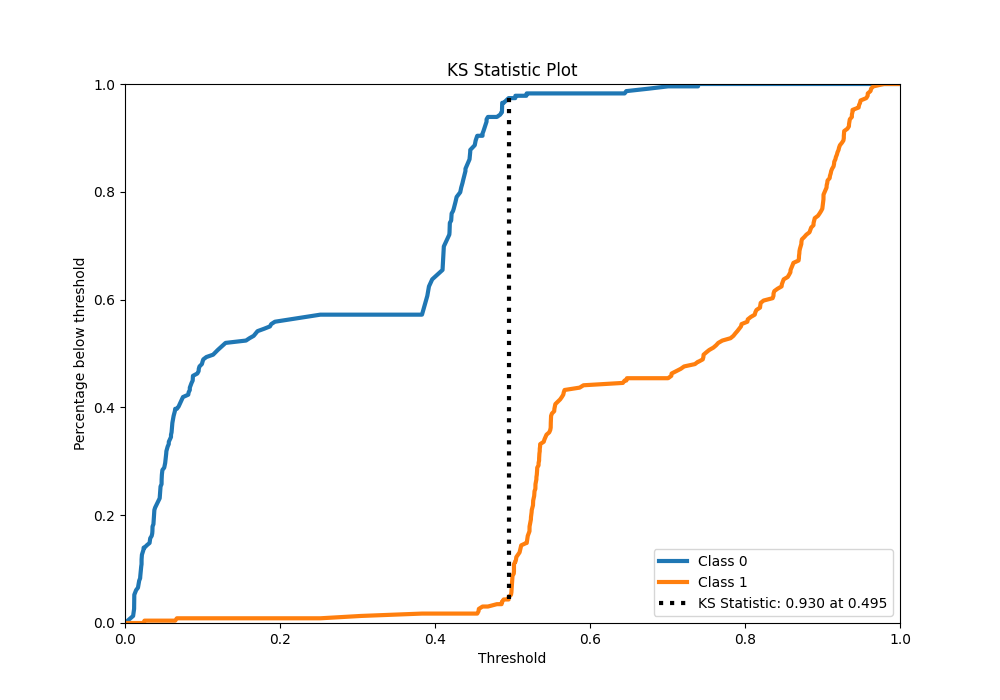 KS Statistic Plot
1.0
0.8
0.6
0.4
0.2
0.0
Percentage below threshold
0.0 0.2 0.4 0.6 0.8 1.0
Threshold
Class 0
Class 1
KS Statistic: 0.930 at 0.495